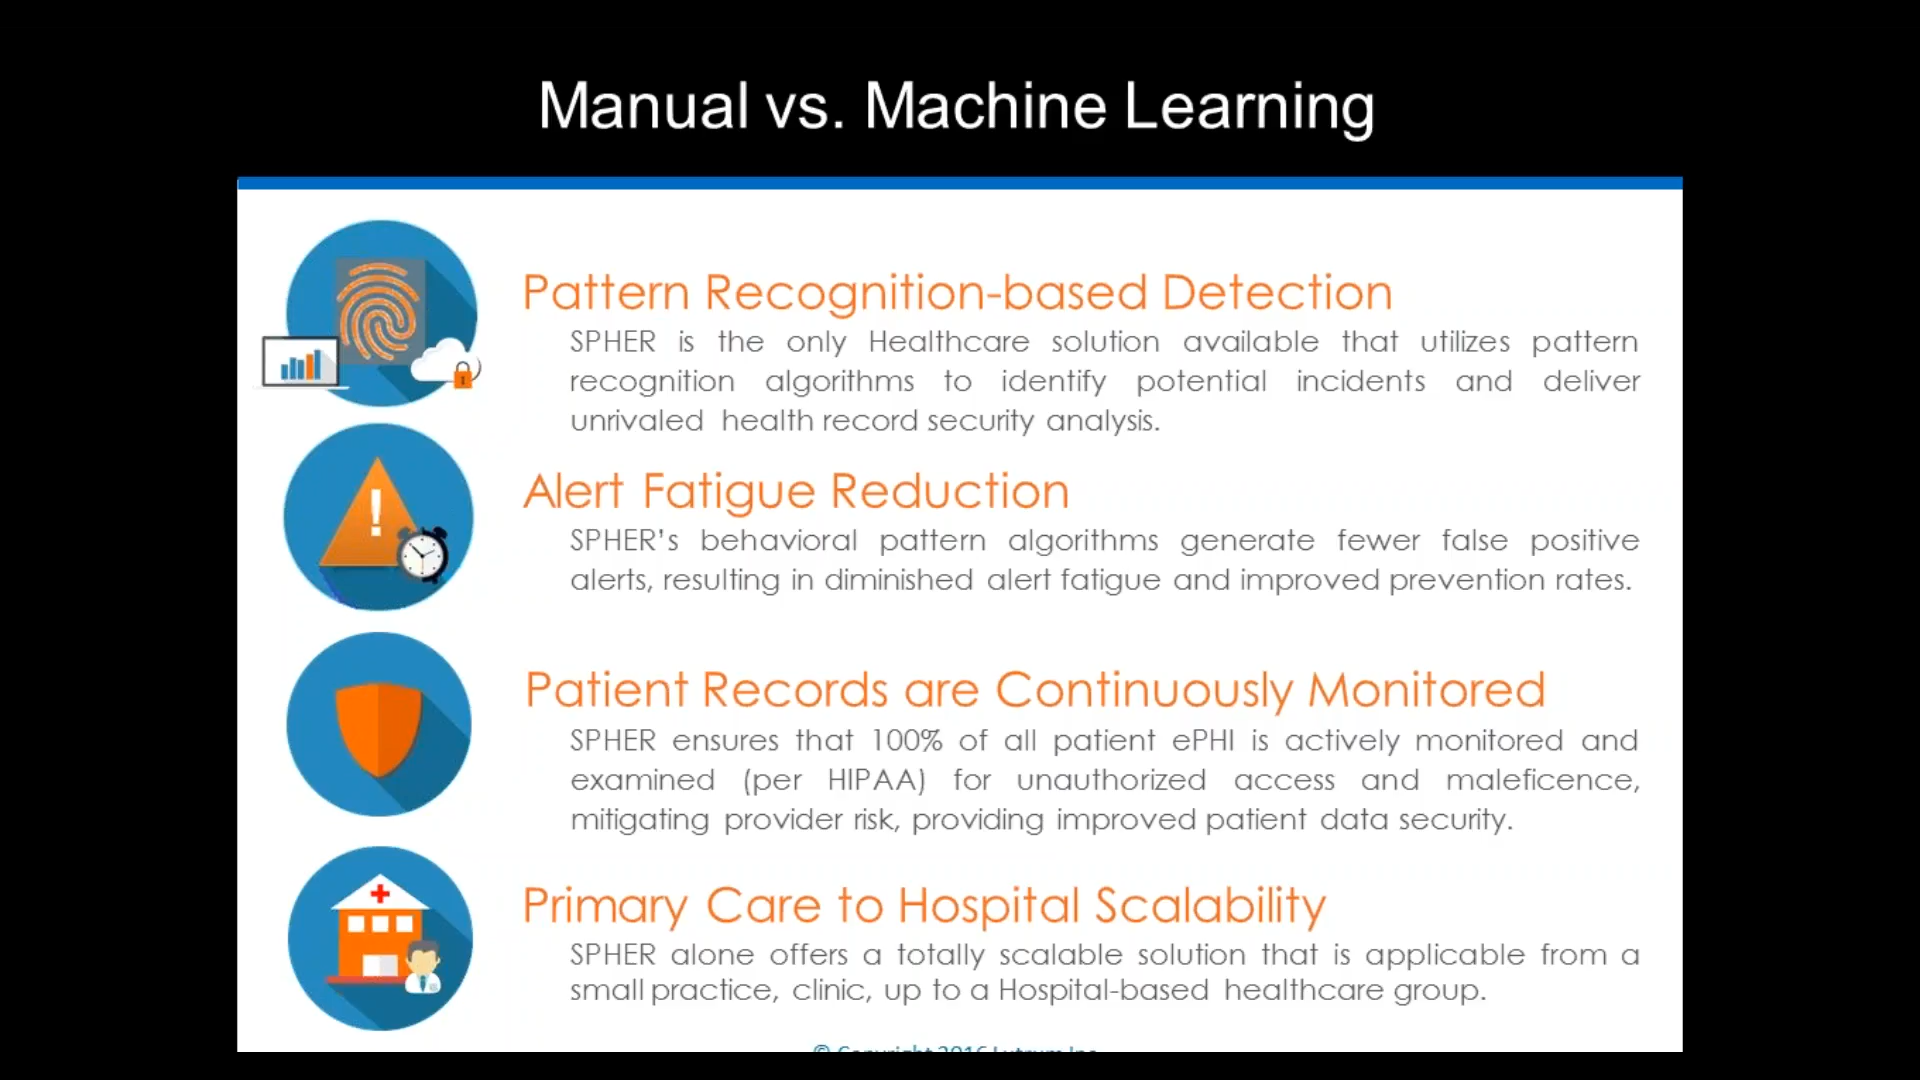 Manual vs. Machine Learning
Pattern Recognition-based Detection
SPHER is the only Healthcare solution available that utilizes pattern
recognition algorithms to identify potential incidents and deliver
unrivaled health record security analysis.
Alert Fatigue Reduction
SPHER’s behavioral pattern algorithms generate fewer false positive
alerts, resulting in diminished alert fatigue and improved prevention rates.
Patient Records are Continuously Monitored
SPHER ensures that 100% of all patient ePHI is actively monitored and
examined (per HIPAA) for unauthorized access and maleficence,
mitigating provider risk, providing improved patient data security.
Primary Care to Hospital Scalability
SPHER alone offers a totally scalable solution that is applicable from a
small practice, clinic, up to a Hospital-based healthcare group.
© Copyright 2016